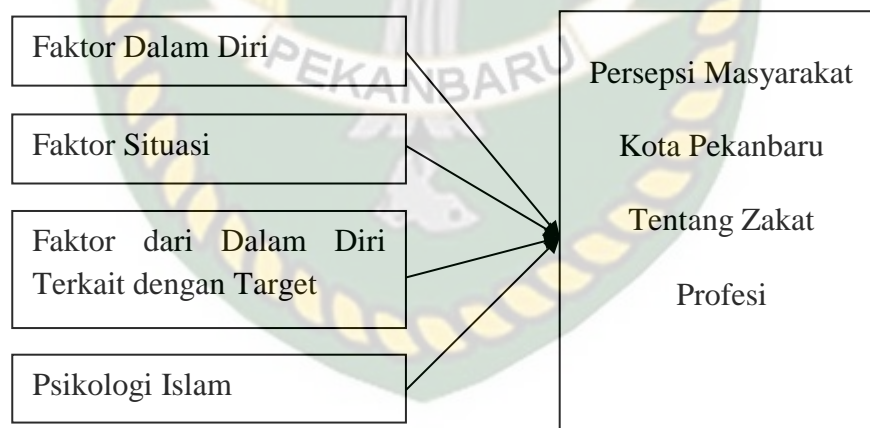 Faktor Dalam Diri
Faktor Situasi
Faktor dari Dalam Diri
Terkait dengan Target
Psikologi Islam
Persepsi Masyarakat
Kota Pekanbaru
Tentang Zakat
Profesi
PEKANBARU